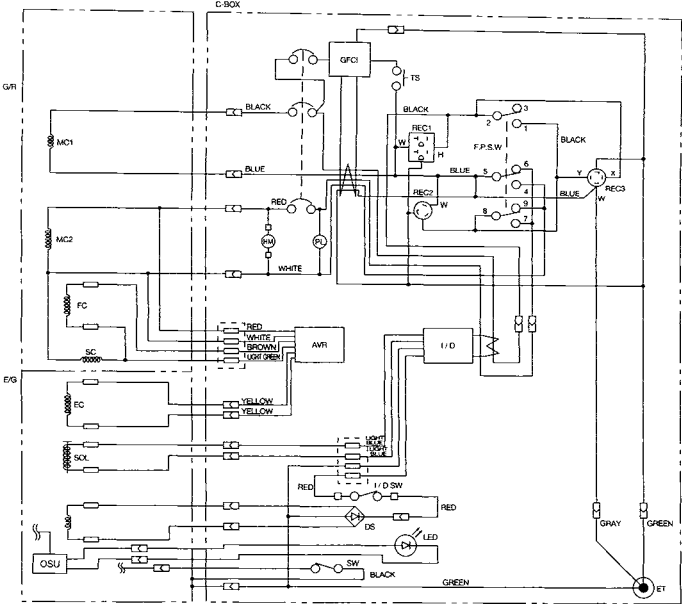 C-BOX
G/R
GFCI
TS
BLACK
BLACK
3
2
1
REC1
MC1
W
H
F.P.S.W
BLACK
BLUE
BLUE
5
6
Y
X
REC3
4
BLUE
W
RED
REC2
W
9
8
7
MC2
HM
PL
WHITE
FC
RED
WHITE
BROWN
LIGHT GREEN
AVR
I / D
SC
E/G
EC
YELLOW
YELLOW
LIGHT
BLUE
LIGHT
BLUE
SOL
RED
I / D SW
RED
DS
GRAY
GREEN
LED
OSU
SW
BLACK
GREEN
ET